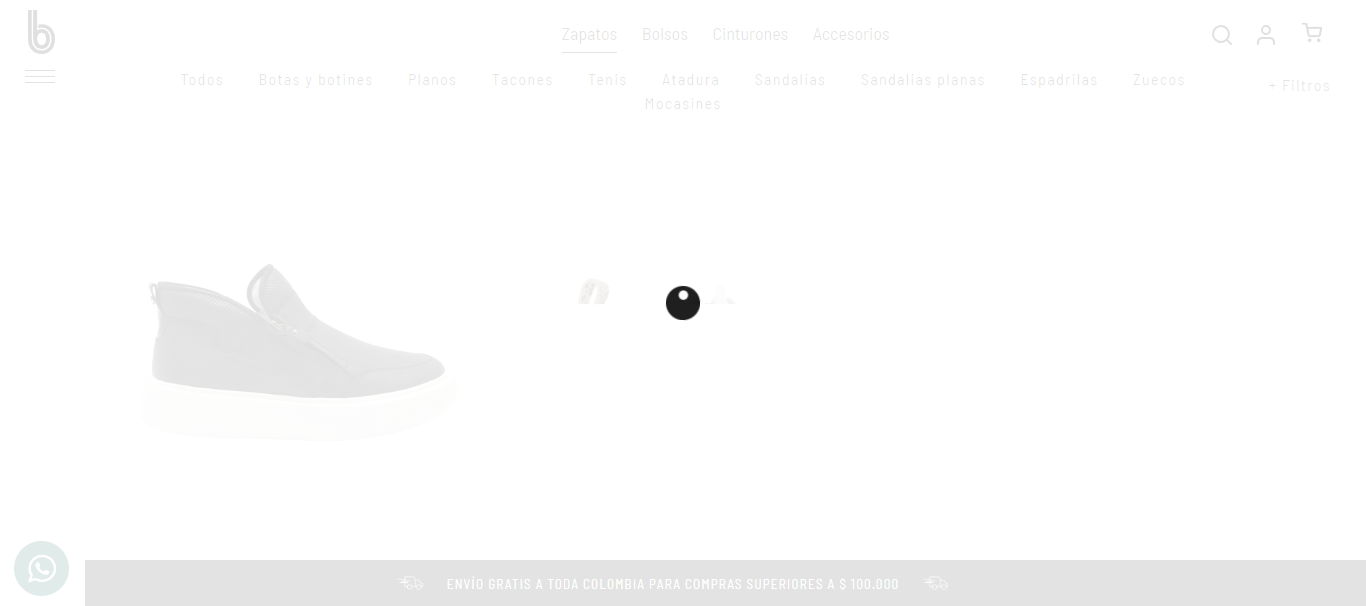 b
Zapatos Bolsos Cinturones Accesorios
Todos Botas y botines Planos Tacones Tenis Atadura Sandalias Sandalias planas Espadrilas Zuecos
Mocasines
+ Filtros
ENVÍO GRATIS A TODA COLOMBIA PARA COMPRAS SUPERIORES A $ 100.000